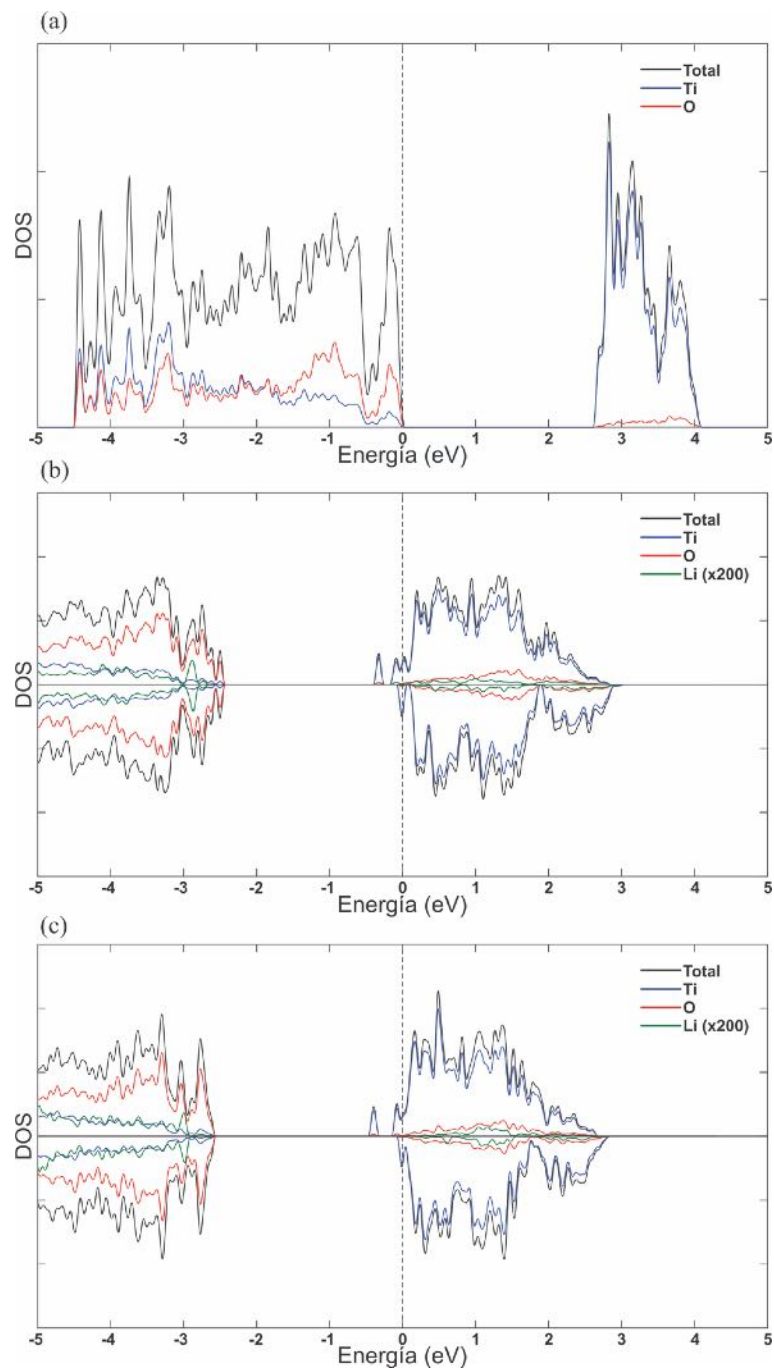 (a)
Total
Ti
O
DOS
-5 -4 -3 -2 -1 0 1 2 3 4 5
Energía (eV)
(b)
Total
Ti
O
Li (x200)
DOS
-5 -4 -3 -2 -1 0 1 2 3 4 5
Energía (eV)
(c)
Total
Ti
O
Li (x200)
DOS
-5 -4 -3 -2 -1 0 1 2 3 4 5
Energía (eV)